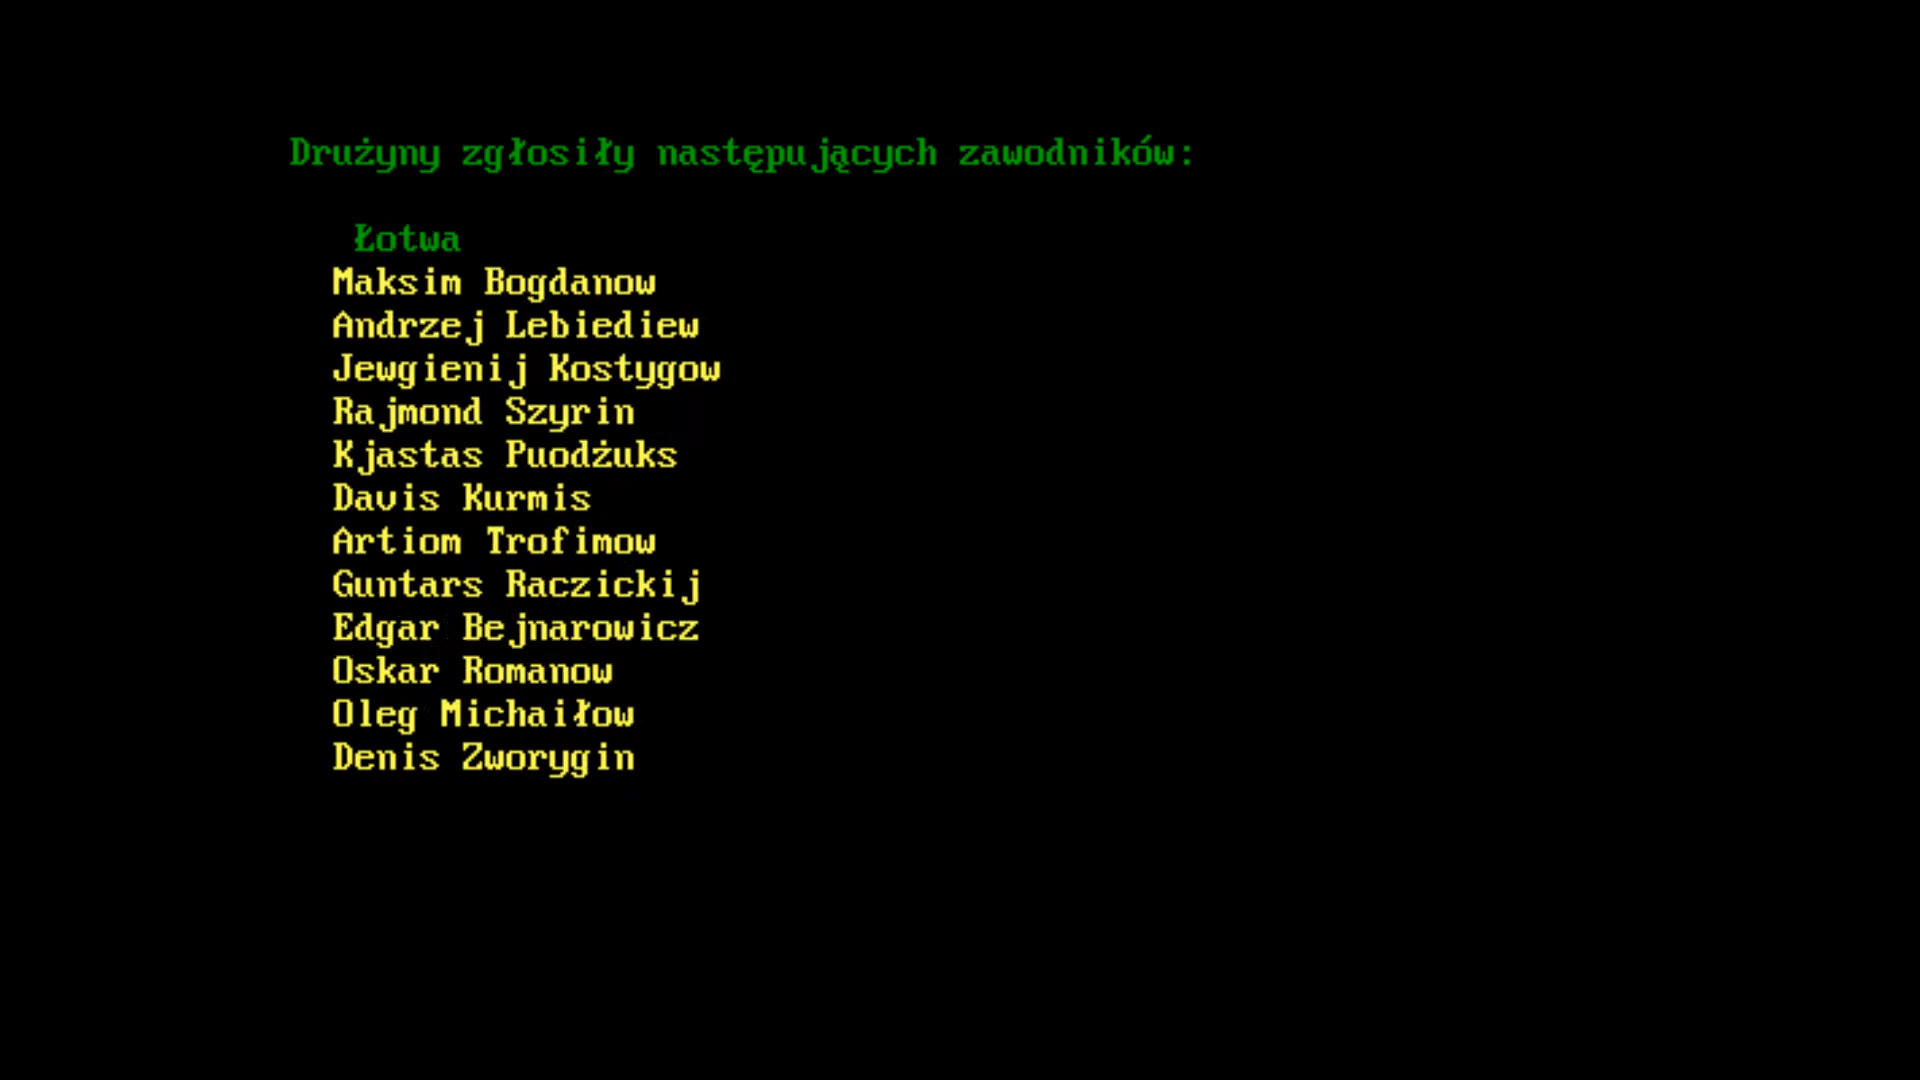 Drużyny zgłosiły następujących zawodników:
Łotwa
Maksim Bogdanow
Andrzej Lebiediew
Jewgienij Kostygow
Rajmond Szyrin
Kjastas Puodżuks
Davis Kurmis
Artiom Trofimow
Guntars Raczickij
Edgar Bejnarowicz
Oskar Romanow
Oleg Michaiłow
Denis Zworygin